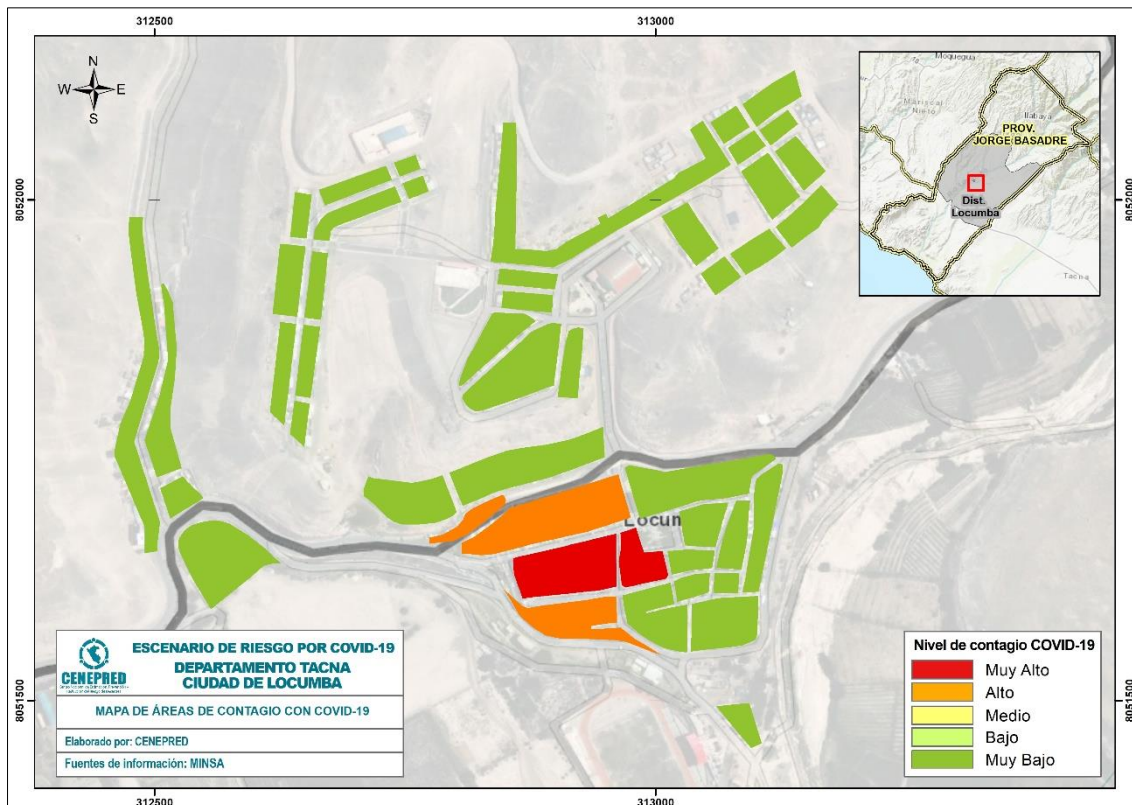 312500
313000
N
W E
S
8052000
8052000
Moquegua
Mariscal
Nieto
Ilabaya
PROV.
JORGE BASADRE
Dist.
Locumba
Tacna
Locun
8051500
8051500
CENEPRED
ESCENARIO DE RIESGO POR COVID-19
DEPARTAMENTO TACNA
CIUDAD DE LOCUMBA
MAPA DE ÁREAS DE CONTAGIO CON COVID-19
Elaborado por: CENEPRED
Fuentes de información: MINSA
Nivel de contagio COVID-19
Muy Alto
Alto
Medio
Bajo
Muy Bajo
312500
313000